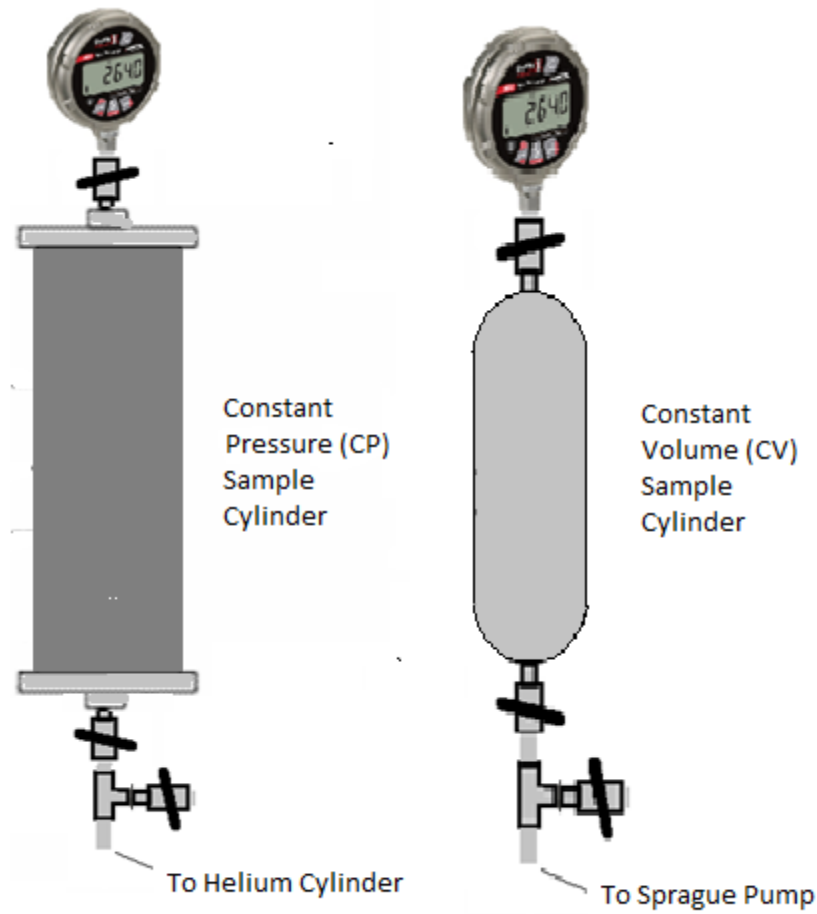 2640
2640
Constant
Pressure (CP)
Sample
Cylinder
Constant
Volume (CV)
Sample
Cylinder
To Helium Cylinder
To Sprague Pump